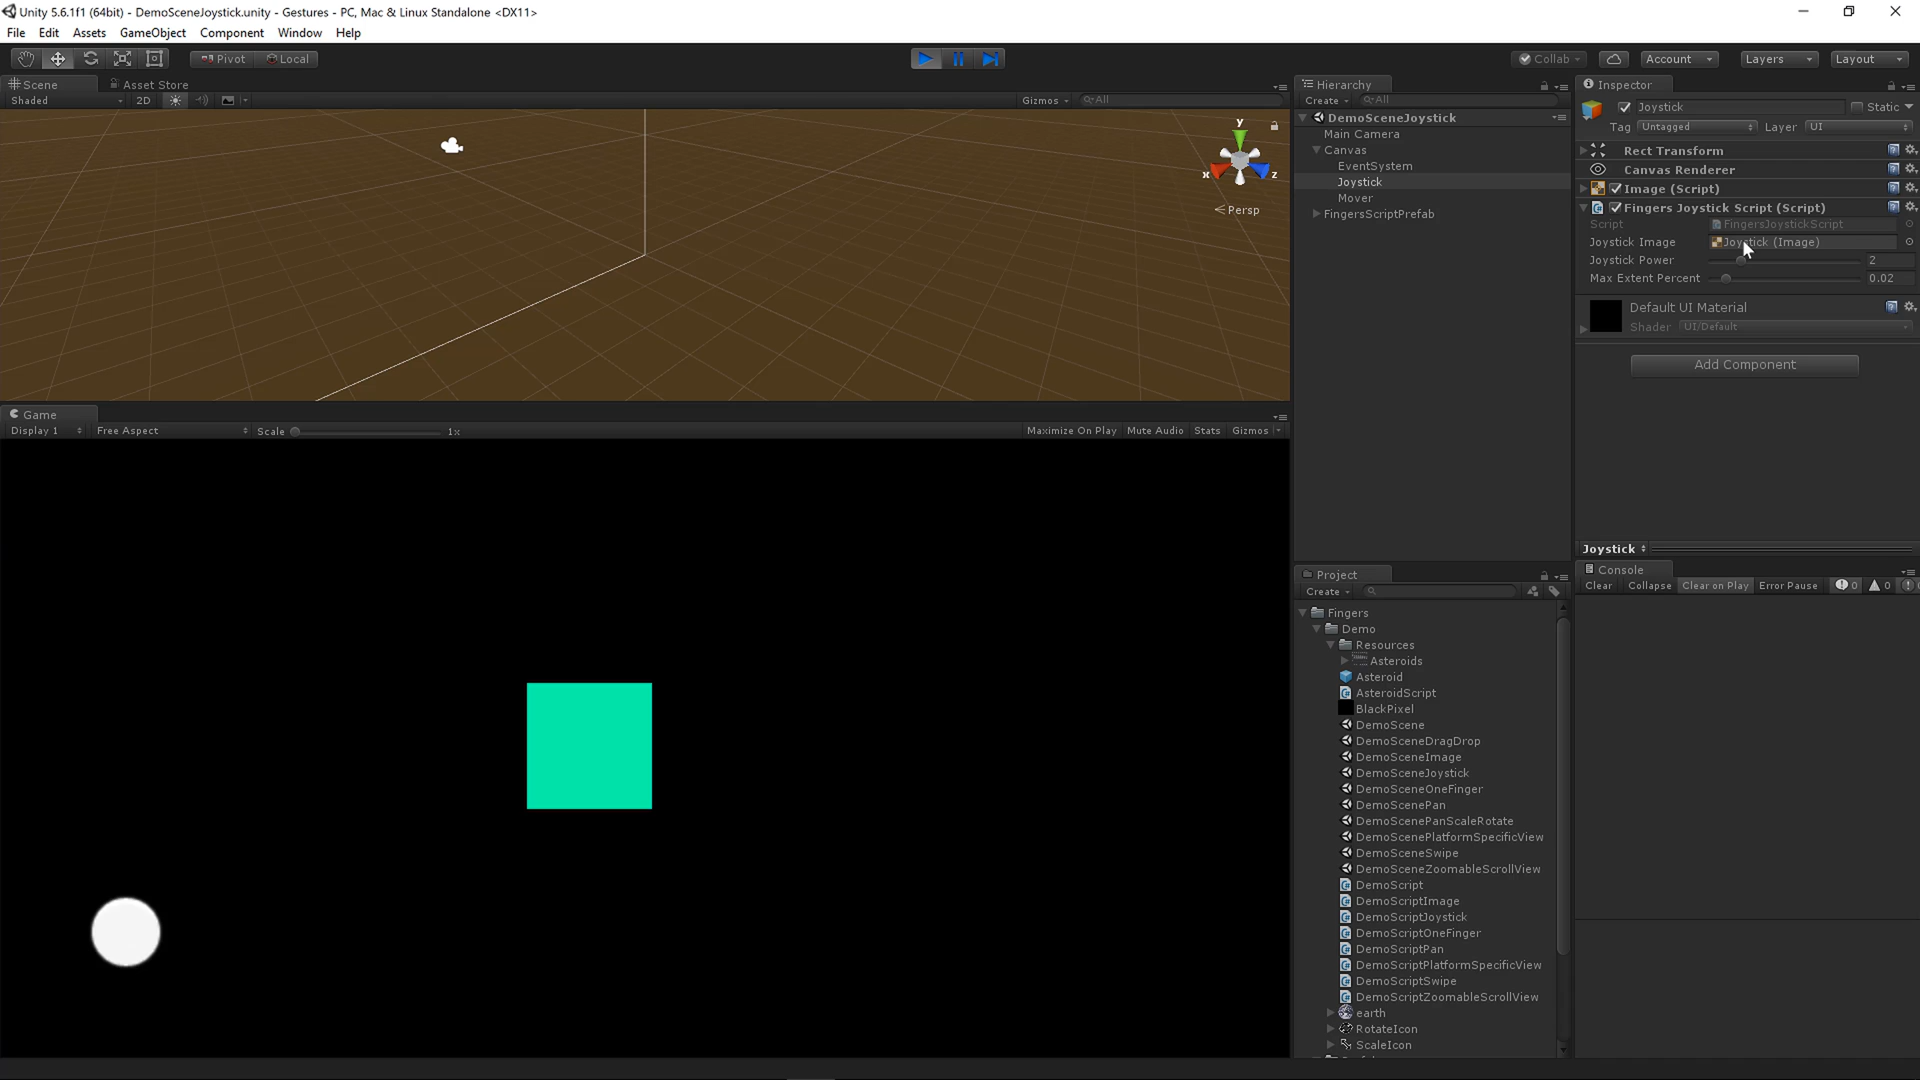 Unity 5.6.1f1 (64bit) - DemoSceneJoystick.unity - Gestures - PC, Mac & Linux Standalone <DX11>
File Edit Assets GameObject Component Window Help
Pivot Local Collab Account Layers Layout
Scene Asset Store
Shaded 2D Gizmos All
y
x z
Persp
Game
Display 1 Free Aspect Scale 1x Maximize On Play Mute Audio Stats Gizmos
Hierarchy
Create All
DemoSceneJoystick
Main Camera
Canvas
EventSystem
Joystick
Mover
FingersScriptPrefab
Project
Create
Fingers
Demo
Resources
Asteroids
Asteroid
AsteroidScript
BlackPixel
DemoScene
DemoSceneDragDrop
DemoSceneImage
DemoSceneJoystick
DemoSceneOneFinger
DemoScenePan
DemoScenePanScaleRotate
DemoScenePlatformSpecificView
DemoSceneSwipe
DemoSceneZoomableScrollView
DemoScript
DemoScriptImage
DemoScriptJoystick
DemoScriptOneFinger
DemoScriptPan
DemoScriptPlatformSpecificView
DemoScriptSwipe
DemoScriptZoomableScrollView
earth
RotateIcon
ScaleIcon
Inspector
Joystick Static
Tag Untagged Layer UI
Rect Transform
Canvas Renderer
Image (Script)
Fingers Joystick Script (Script)
Script FingersJoystickScript
Joystick Image Joystick (Image)
Joystick Power 2
Max Extent Percent 0.02
Default UI Material
Shader UI/Default
Add Component
Joystick
Console
Clear Collapse Clear on Play Error Pause 0 0